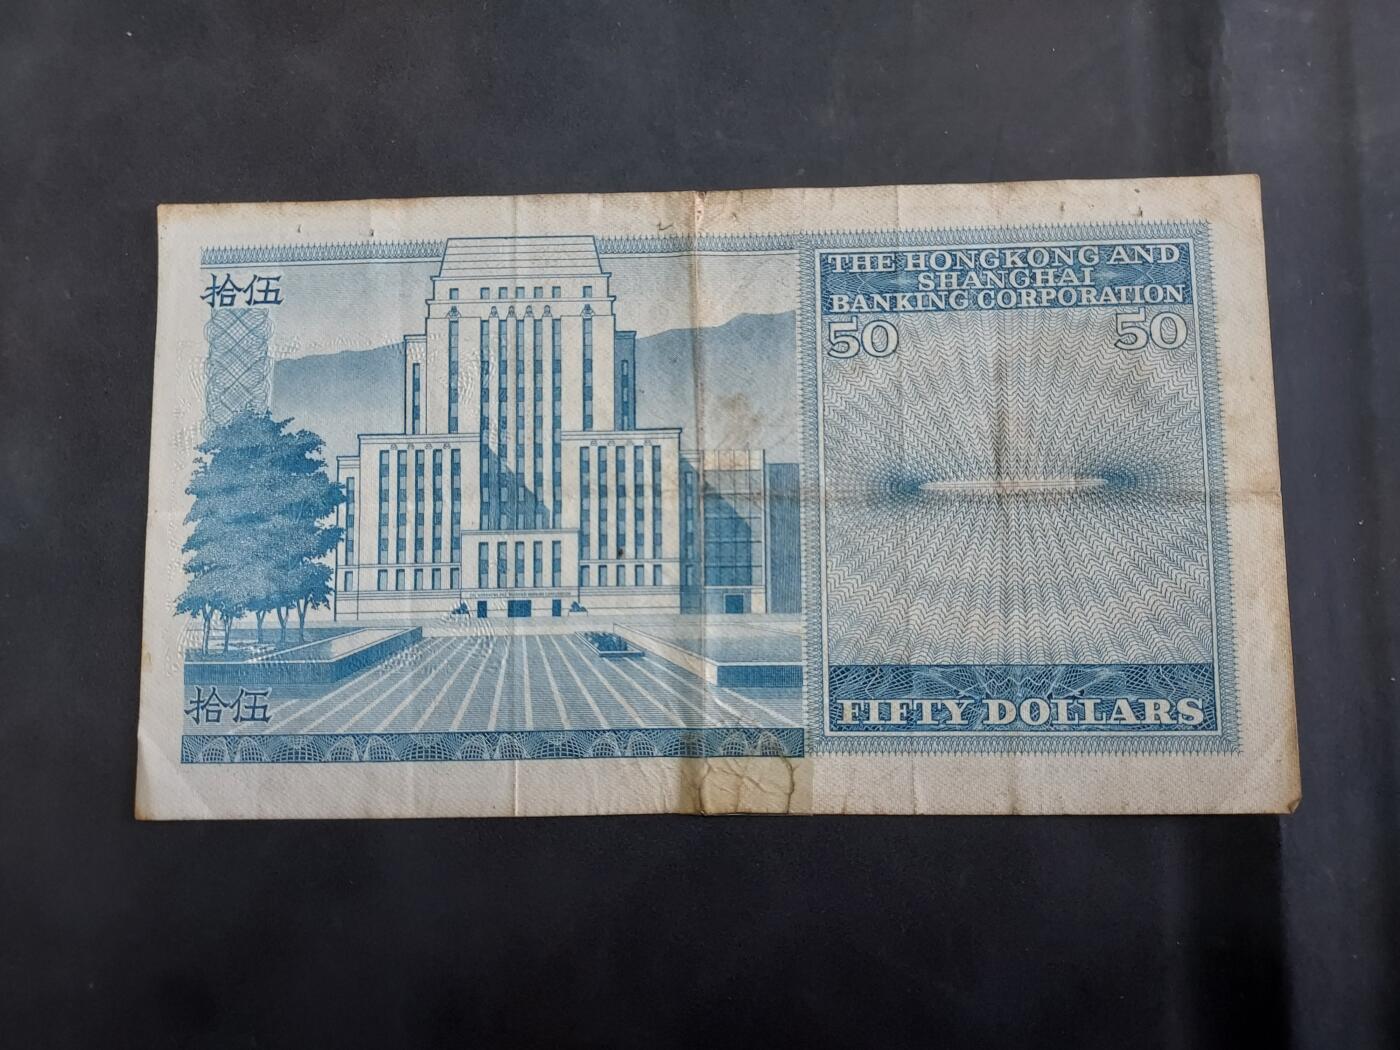 拾伍
拾伍
THE HONGKONG AND
SHANGHAI
BANKING CORPORATION
50 50
FIFTY DOLLARS